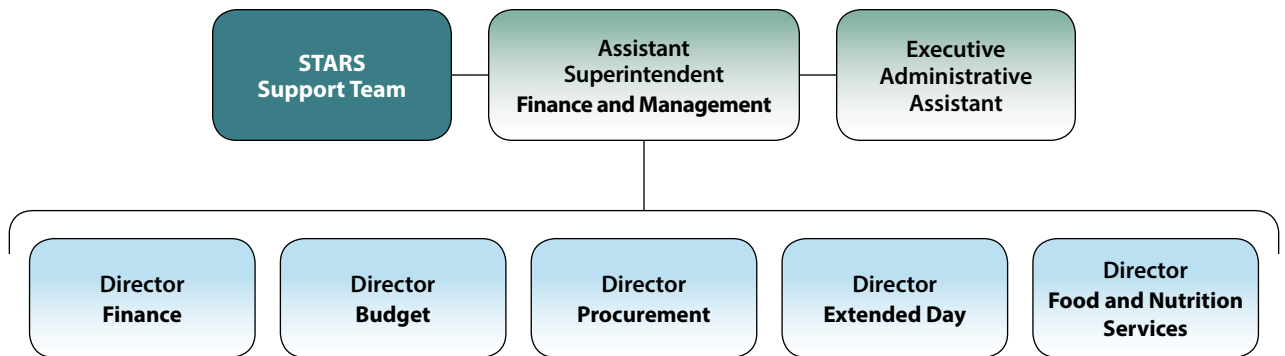 STARS
Support Team
Assistant
Superintendent
Finance and Management
Executive
Administrative
Assistant
Director
Finance
Director
Budget
Director
Procurement
Director
Extended Day
Director
Food and Nutrition
Services